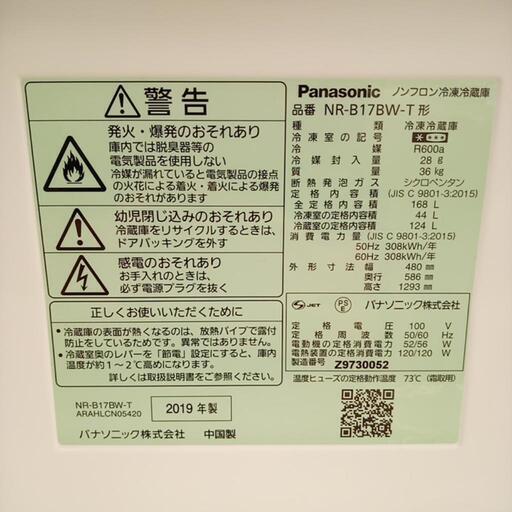 警告
発火・爆発のおそれあり
庫内では脱臭器等の
電気製品を使用しない
冷媒が漏れていると電気製品の接点
の火花による着火・着火による爆発
のおそれがあります
幼児閉じ込みのおそれあり
冷蔵庫をリサイクルするときは、
ドアパッキングを外す
感電のおそれあり
お手入れのときは、
必ず電源プラグを抜く
正しくお使いいただくために
•冷蔵庫の表面が熱くなるのは、放熱パイプで露付
防止をしているためです。異常ではありません。
•冷蔵室奥のレバーを「節電」設定にすると、庫内
温度が約1〜2℃高めになります。
詳しくは取扱説明書をご覧ください。
NR-B17BW-T
ARAHLCN05420
2019年製
パナソニック株式会社 中国製
Panasonic ノンフロン冷凍冷蔵庫
品番 NR-B17BW-T形
種類 冷凍冷蔵庫
冷凍室の記号
冷媒 R600a
冷媒封入量 28g
質量 36kg
断熱発泡ガス シクロペンタン
定格内容積 (JIS C 9801-3:2015)
全定格内容積 168 L
冷凍室の定格内容積 44 L
冷蔵室の定格内容積 124 L
消費電力量 (JIS C 9801-3:2015)
50Hz 308kWh/年
60Hz 308kWh/年
外形寸法 幅 480mm
奥行 586mm
高さ 1293mm
JET PSE パナソニック株式会社
定格電圧 100 V
定格周波数 50/60 Hz
電動機の定格消費電力 52/56 W
電熱装置の定格消費電力 120/120 W
製造番号 Z9730052
温度ヒューズの定格動作温度 73℃(霜取用)